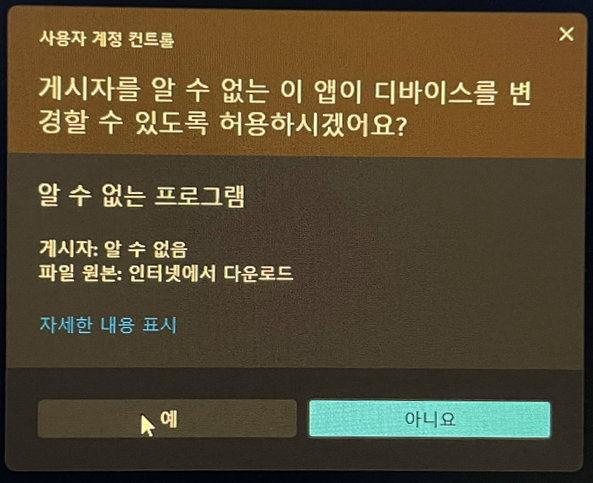 사용자 계정 컨트롤
게시자를 알 수 없는 이 앱이 디바이스를 변
경할 수 있도록 허용하시겠어요?
알 수 없는 프로그램
게시자: 알 수 없음
파일 원본: 인터넷에서 다운로드
자세한 내용 표시
예
아니요